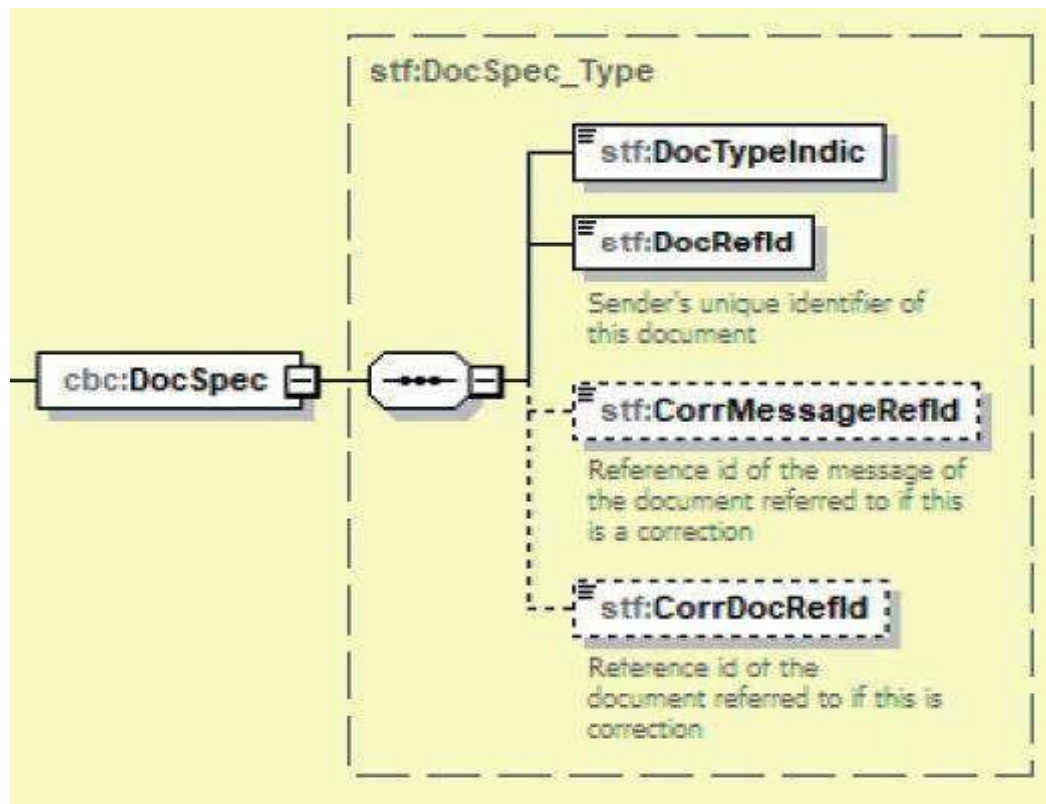 stf:DocSpec_Type
stf:DocTypeIndic
stf:DocRefId
Sender's unique identifier of
this document
cbc:DocSpec
stf:CorrMessageRefId
Reference id of the message of
the document referred to if this
is a correction
stf:CorrDocRefId
Reference id of the
document referred to if this is
correction